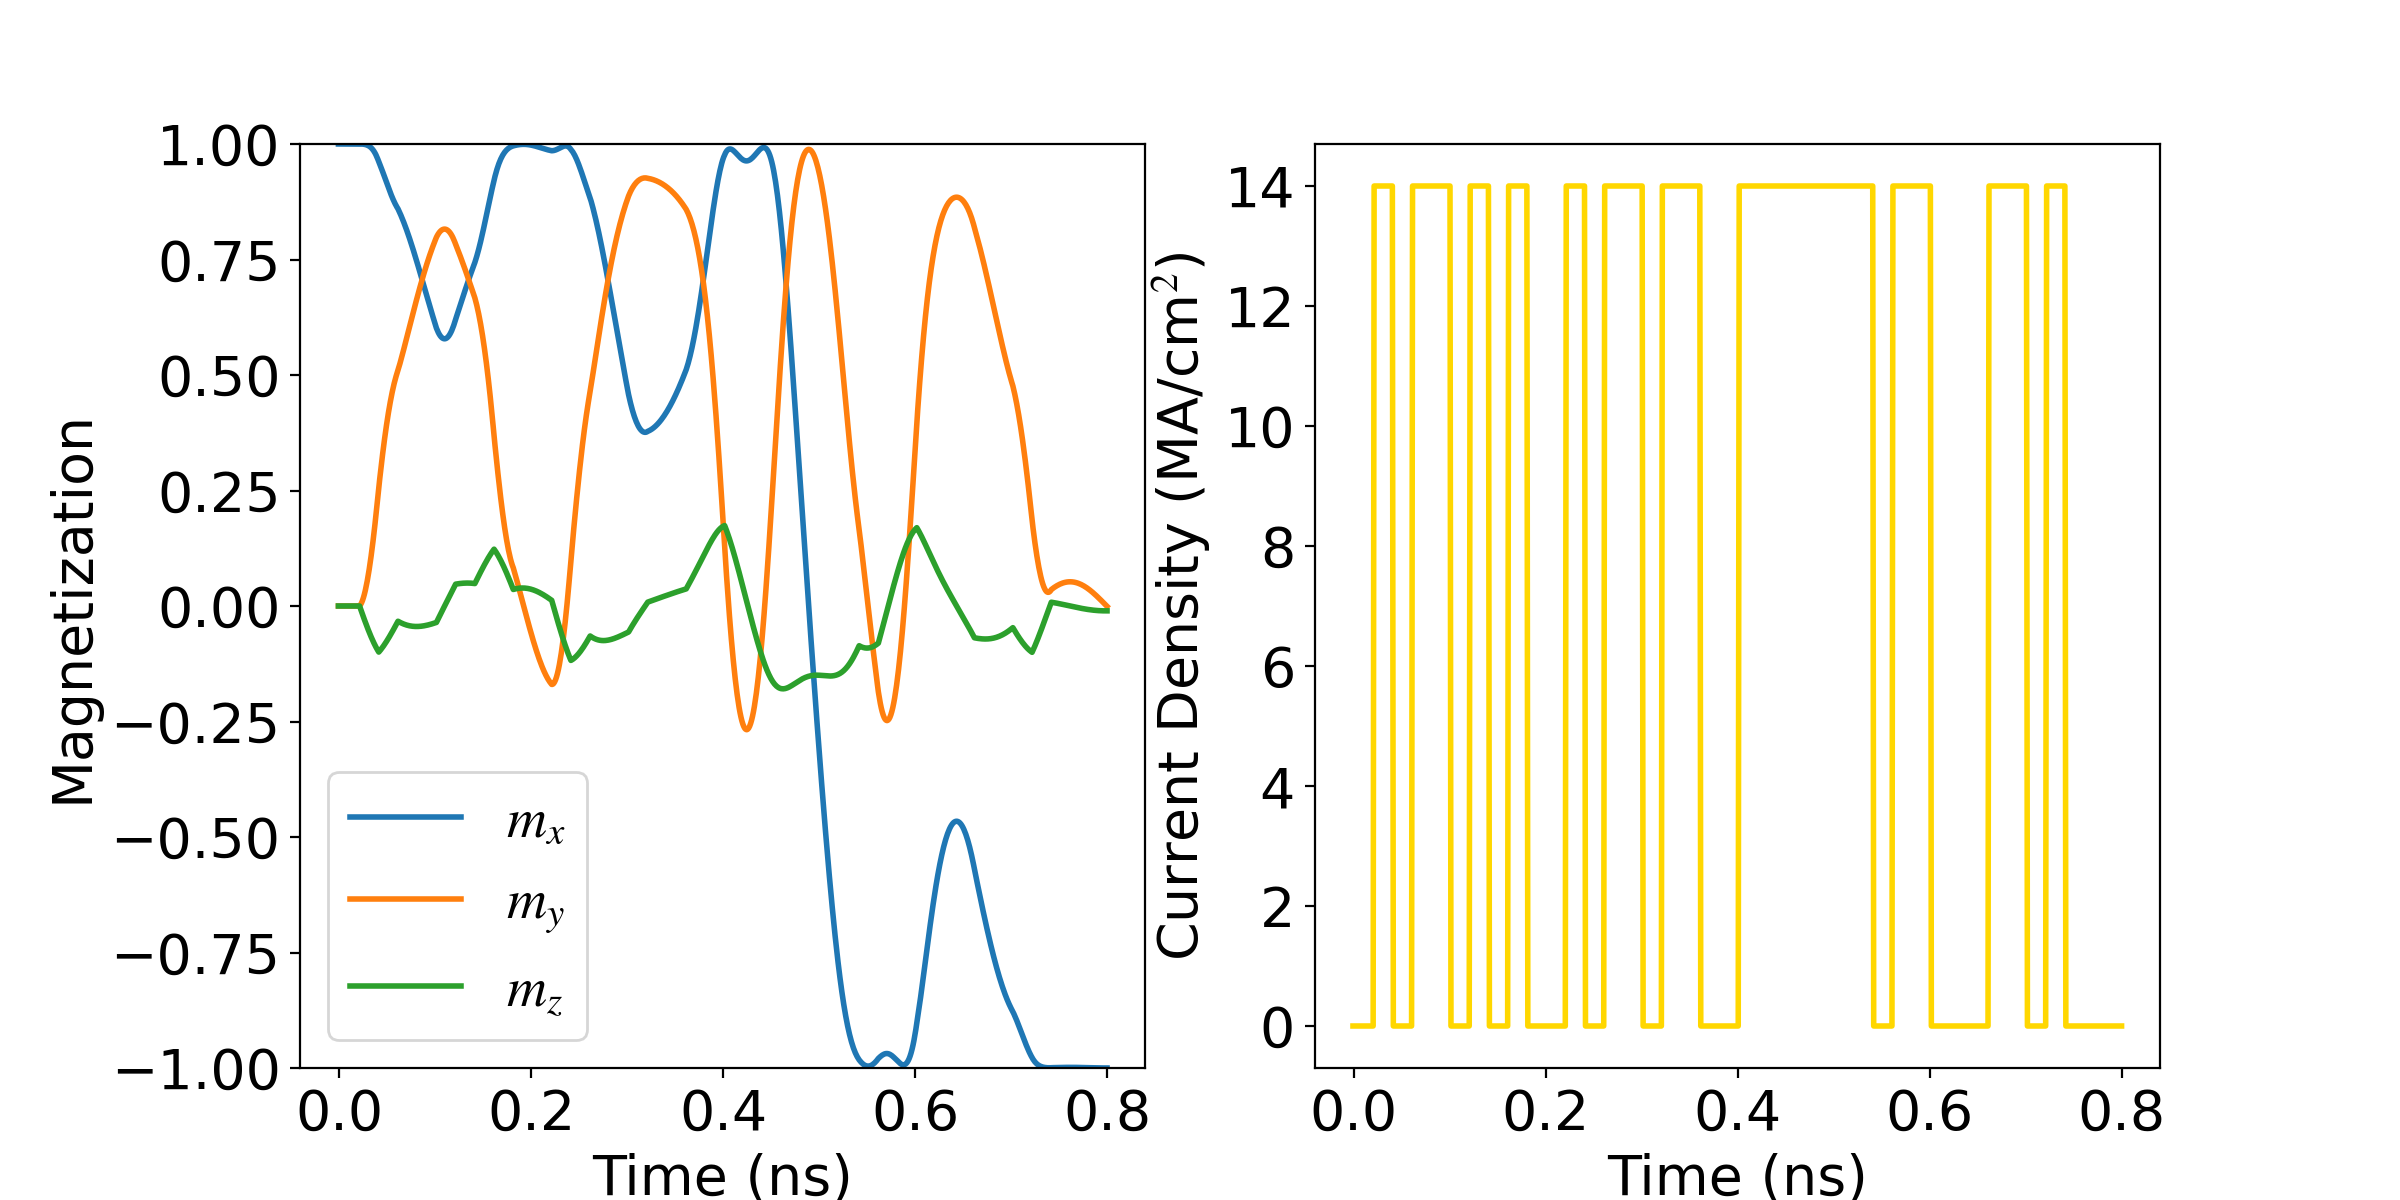 1.00
0.75
0.50
0.25
0.00
−0.25
−0.50
−0.75
−1.00
Magnetization
m_x
m_y
m_z
0.0 0.2 0.4 0.6 0.8
Time (ns)
14
12
10
8
6
4
2
0
Current Density (MA/cm²)
0.0 0.2 0.4 0.6 0.8
Time (ns)